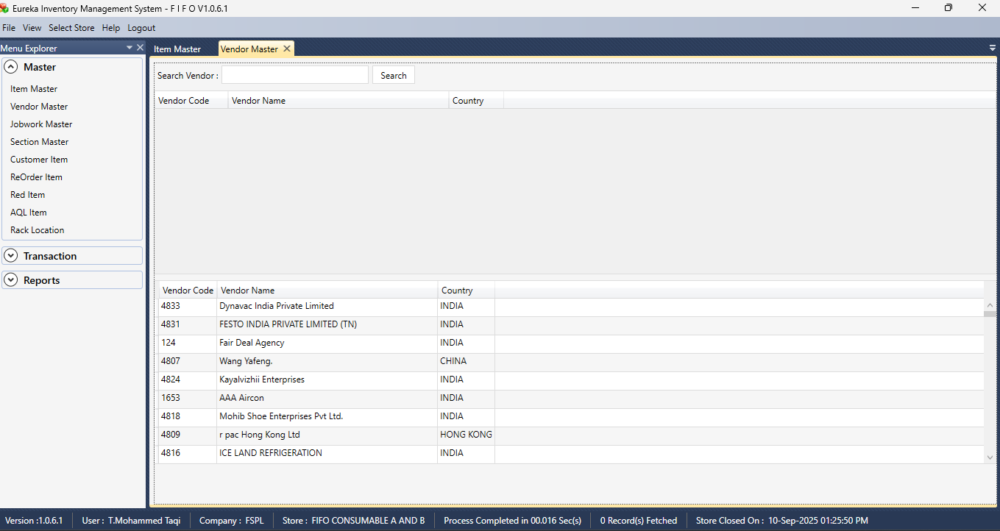 Eureka Inventory Management System - F I F O V1.0.6.1
File View Select Store Help Logout
Menu Explorer
Item Master Vendor Master
Master
Item Master
Vendor Master
Jobwork Master
Section Master
Customer Item
ReOrder Item
Red Item
AQL Item
Rack Location
Transaction
Reports
Search Vendor : Search
Vendor Code Vendor Name Country
Vendor Code Vendor Name Country
4833 Dynavac India Private Limited INDIA
4831 FESTO INDIA PRIVATE LIMITED (TN) INDIA
124 Fair Deal Agency INDIA
4807 Wang Yafeng. CHINA
4824 Kayalvizhii Enterprises INDIA
1653 AAA Aircon INDIA
4818 Mohib Shoe Enterprises Pvt Ltd. INDIA
4809 r pac Hong Kong Ltd HONG KONG
4816 ICE LAND REFRIGERATION INDIA
Version :1.0.6.1 User : T.Mohammed Taqi Company : FSPL Store : FIFO CONSUMABLE A AND B Process Completed in 00.016 Sec(s) 0 Record(s) Fetched Store Closed On : 10-Sep-2025 01:25:50 PM